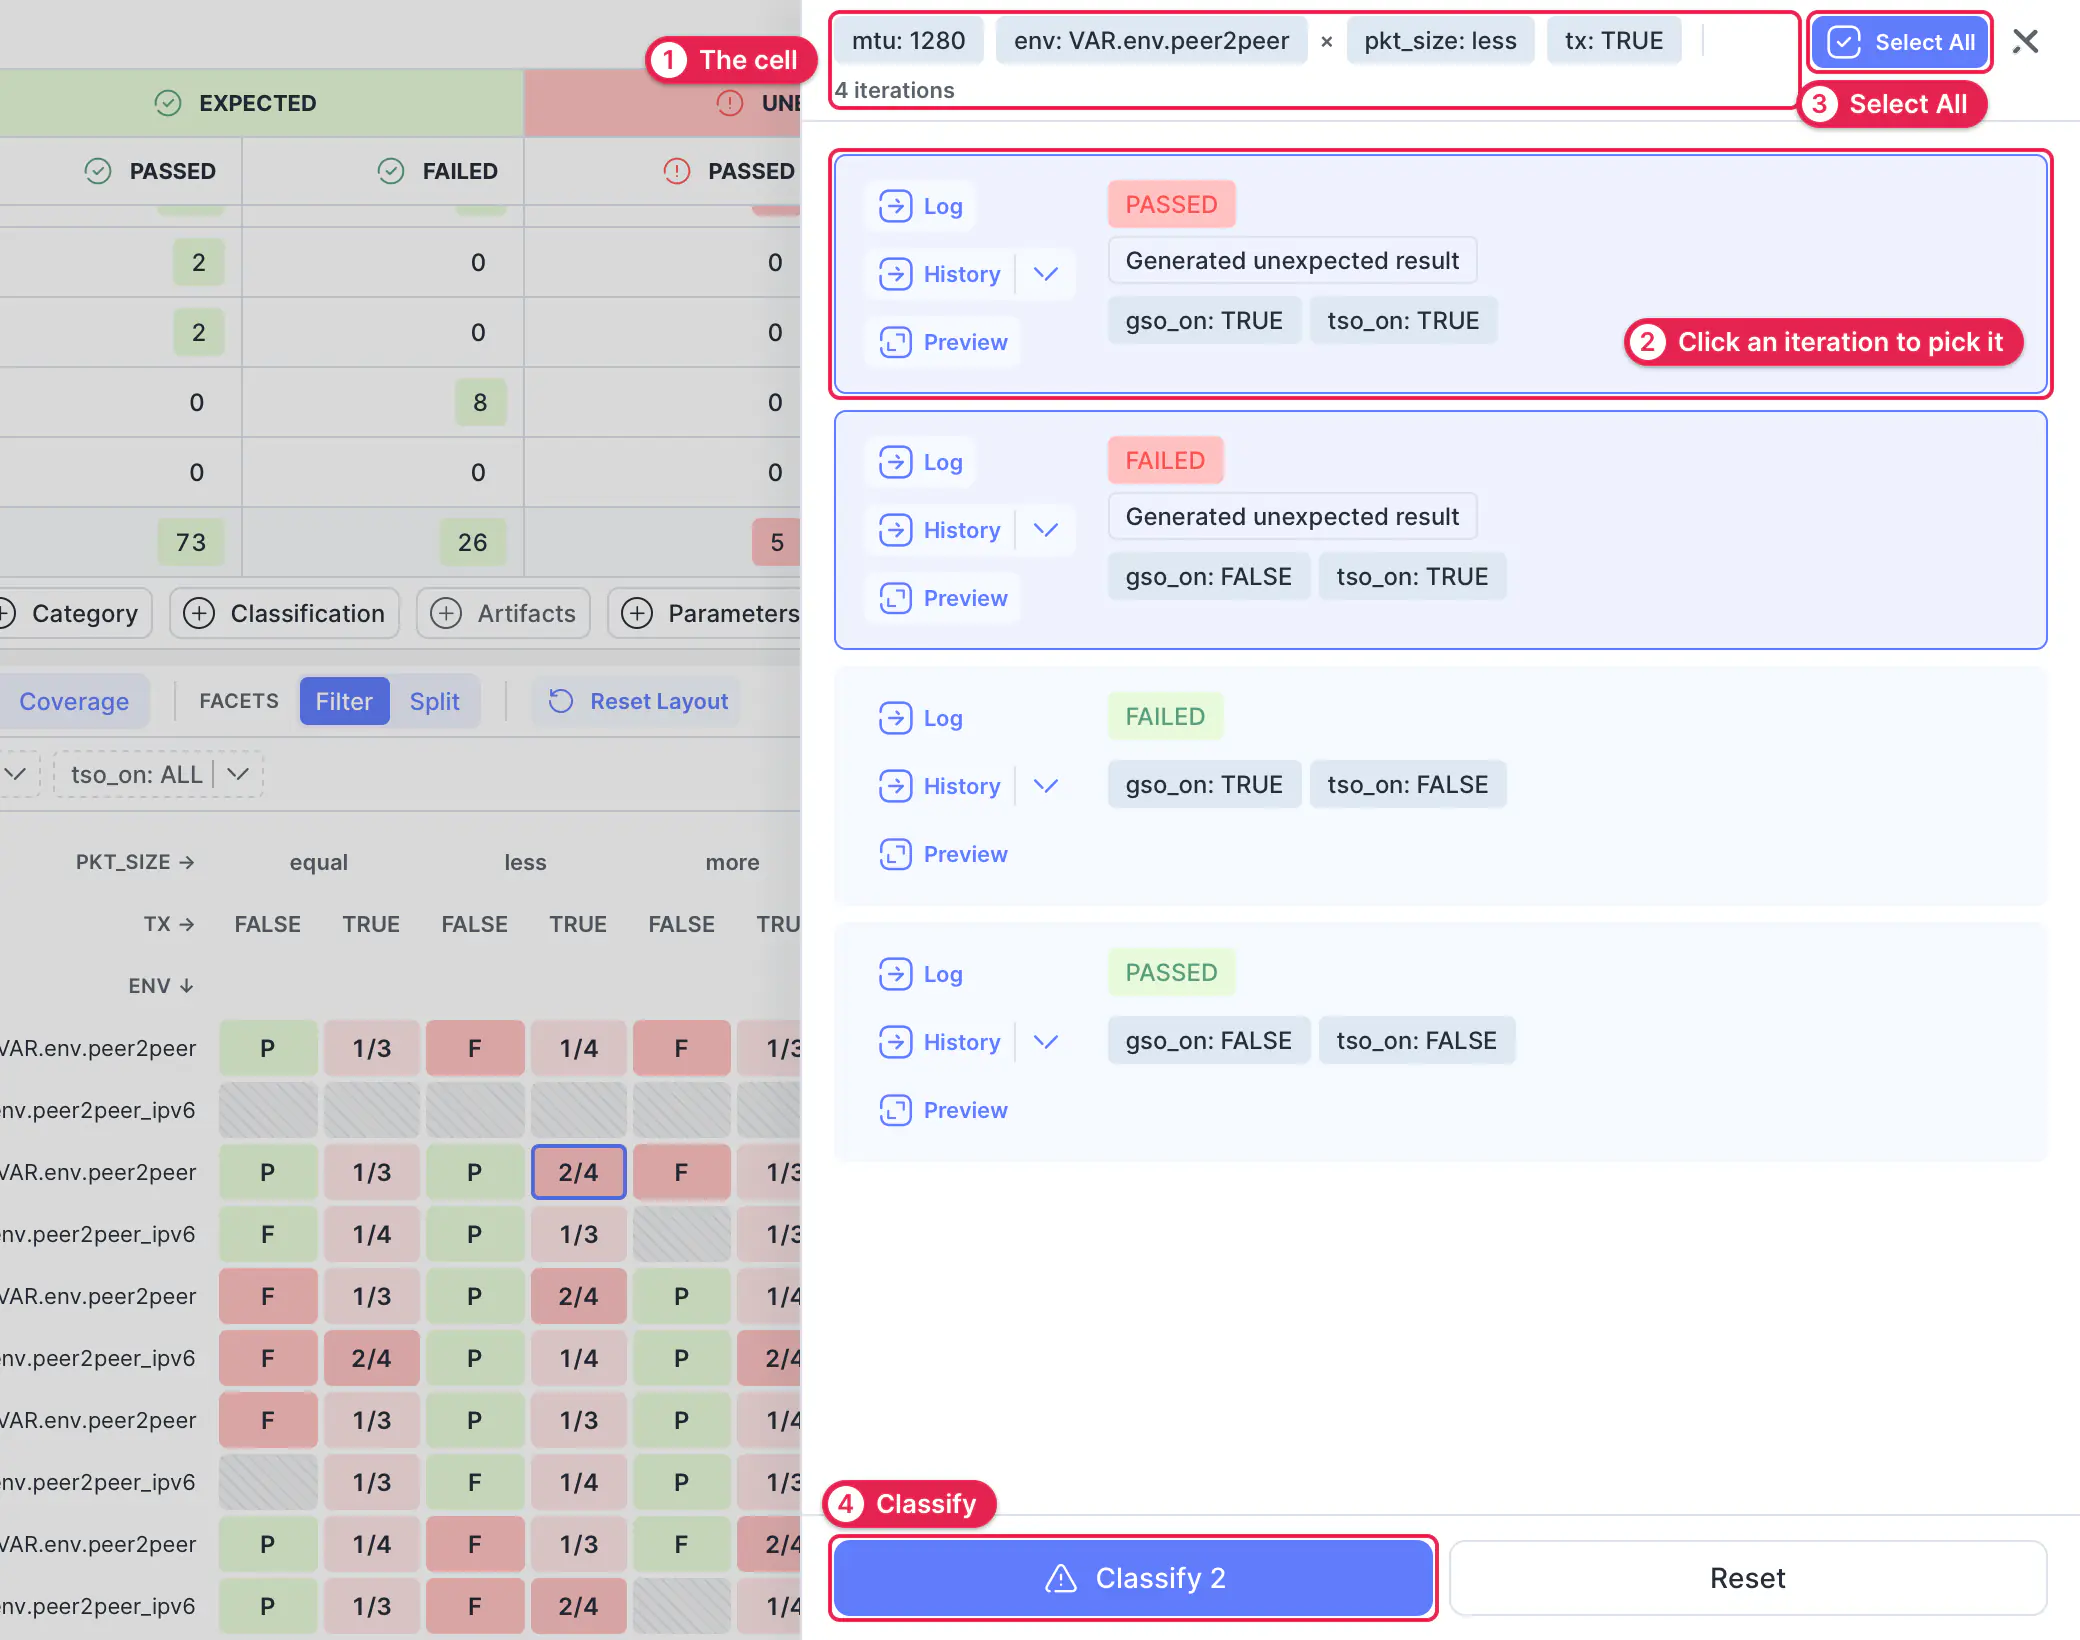 1 The cell
mtu: 1280 env: VAR.env.peer2peer × pkt_size: less tx: TRUE
4 iterations
Select All
3 Select All
EXPECTED
PASSED FAILED PASSED
2 0 0
2 0 0
0 8 0
0 0 0
73 26 5
Category Classification Artifacts Parameters
Coverage FACETS Filter Split Reset Layout
tso_on: ALL
PKT_SIZE → equal less more
TX → FALSE TRUE FALSE TRUE FALSE
ENV ↓
VAR.env.peer2peer P 1/3 F 1/4 F 1/3
env.peer2peer_ipv6
VAR.env.peer2peer P 1/3 P 2/4 F 1/3
env.peer2peer_ipv6 F 1/4 P 1/3 1/3
VAR.env.peer2peer F 1/3 P 2/4 P 1/4
env.peer2peer_ipv6 F 2/4 P 1/4 P 2/4
VAR.env.peer2peer F 1/3 P 1/3 P 1/4
env.peer2peer_ipv6 1/3 F 1/4 P 1/3
VAR.env.peer2peer P 1/4 F 1/3 F 2/4
env.peer2peer_ipv6 P 1/3 F 2/4 1/4
Log PASSED
History Generated unexpected result
gso_on: TRUE tso_on: TRUE
Preview
2 Click an iteration to pick it
Log FAILED
History Generated unexpected result
gso_on: FALSE tso_on: TRUE
Preview
Log FAILED
History gso_on: TRUE tso_on: FALSE
Preview
Log PASSED
History gso_on: FALSE tso_on: FALSE
Preview
4 Classify
Classify 2 Reset